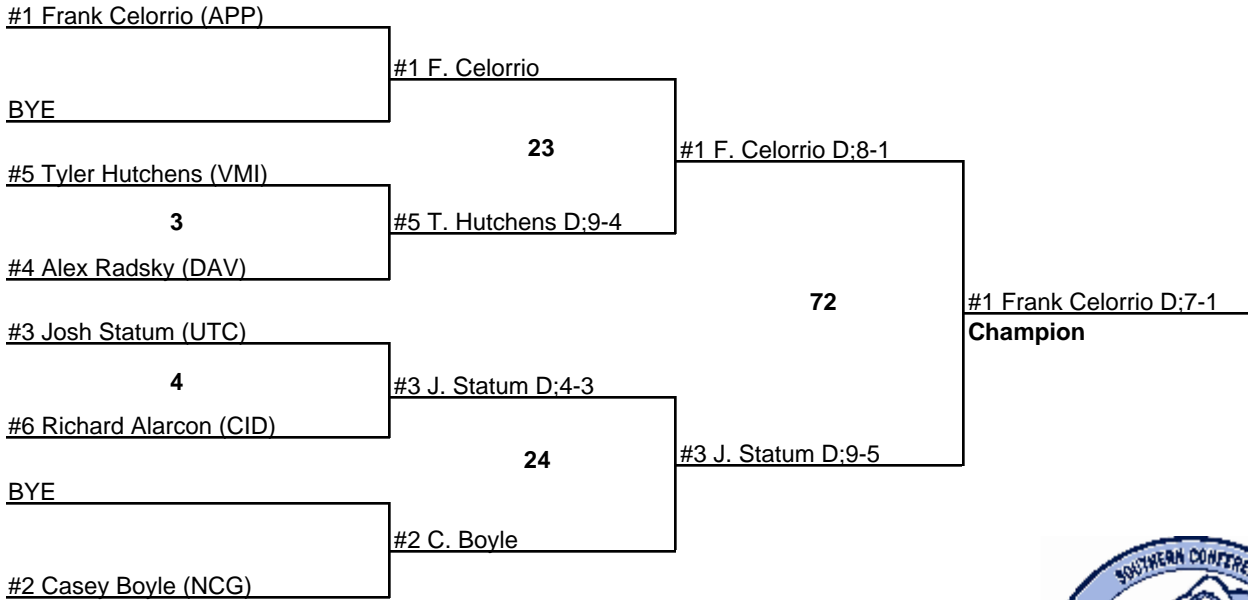 #1 Frank Celorrio (APP)
#1 F. Celorrio
BYE
23
#1 F. Celorrio D;8-1
#5 Tyler Hutchens (VMI)
3
#5 T. Hutchens D;9-4
#4 Alex Radsky (DAV)
72
#1 Frank Celorrio D;7-1
Champion
#3 Josh Statum (UTC)
4
#3 J. Statum D;4-3
#6 Richard Alarcon (CID)
24
#3 J. Statum D;9-5
BYE
#2 C. Boyle
#2 Casey Boyle (NCG)
SOUTHERN